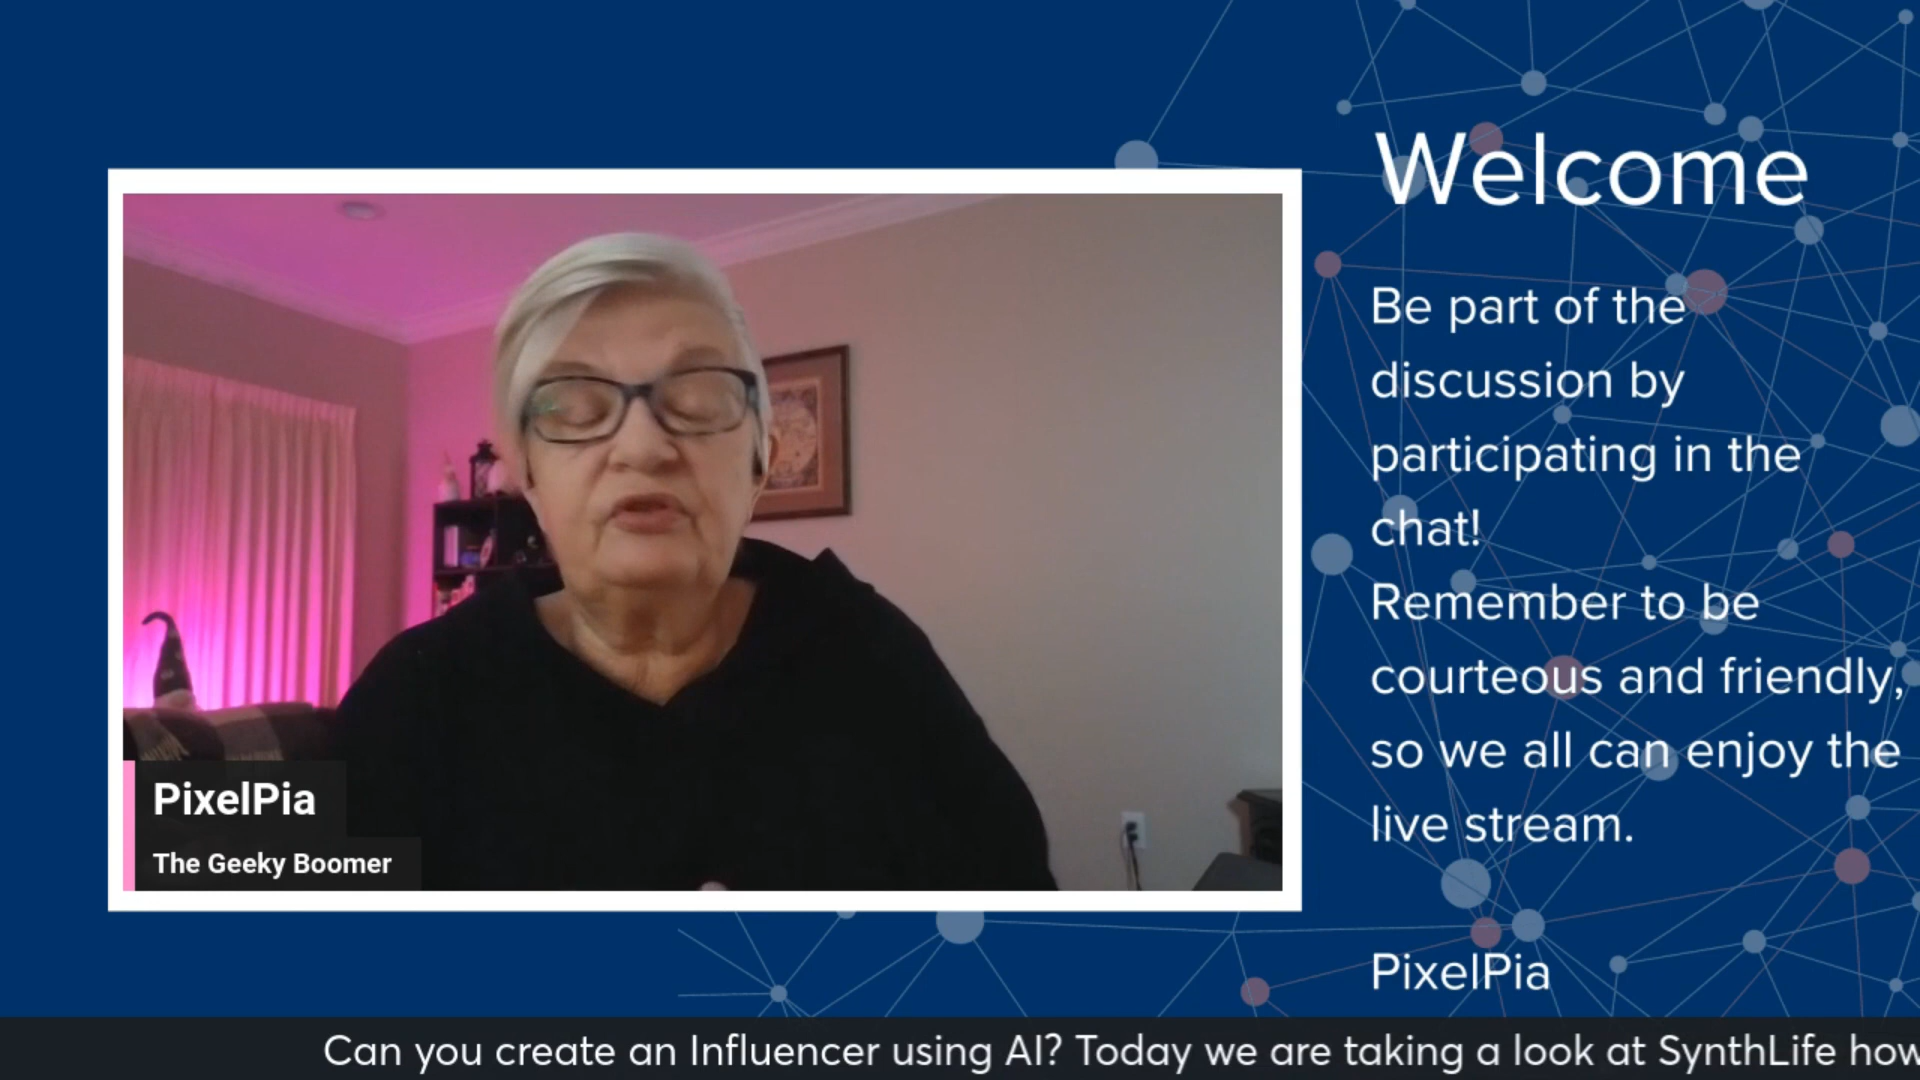 Welcome
Be part of the
discussion by
participating in the
chat!
Remember to be
courteous and friendly,
so we all can enjoy the
live stream.
PixelPia
PixelPia
The Geeky Boomer
Can you create an Influencer using AI? Today we are taking a look at SynthLife how